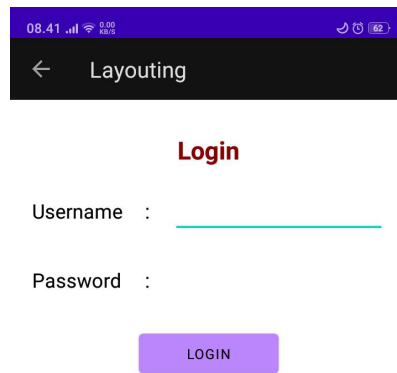 08.41 0.00 KB/S 62
Layouting
Login
Username :
Password :
LOGIN